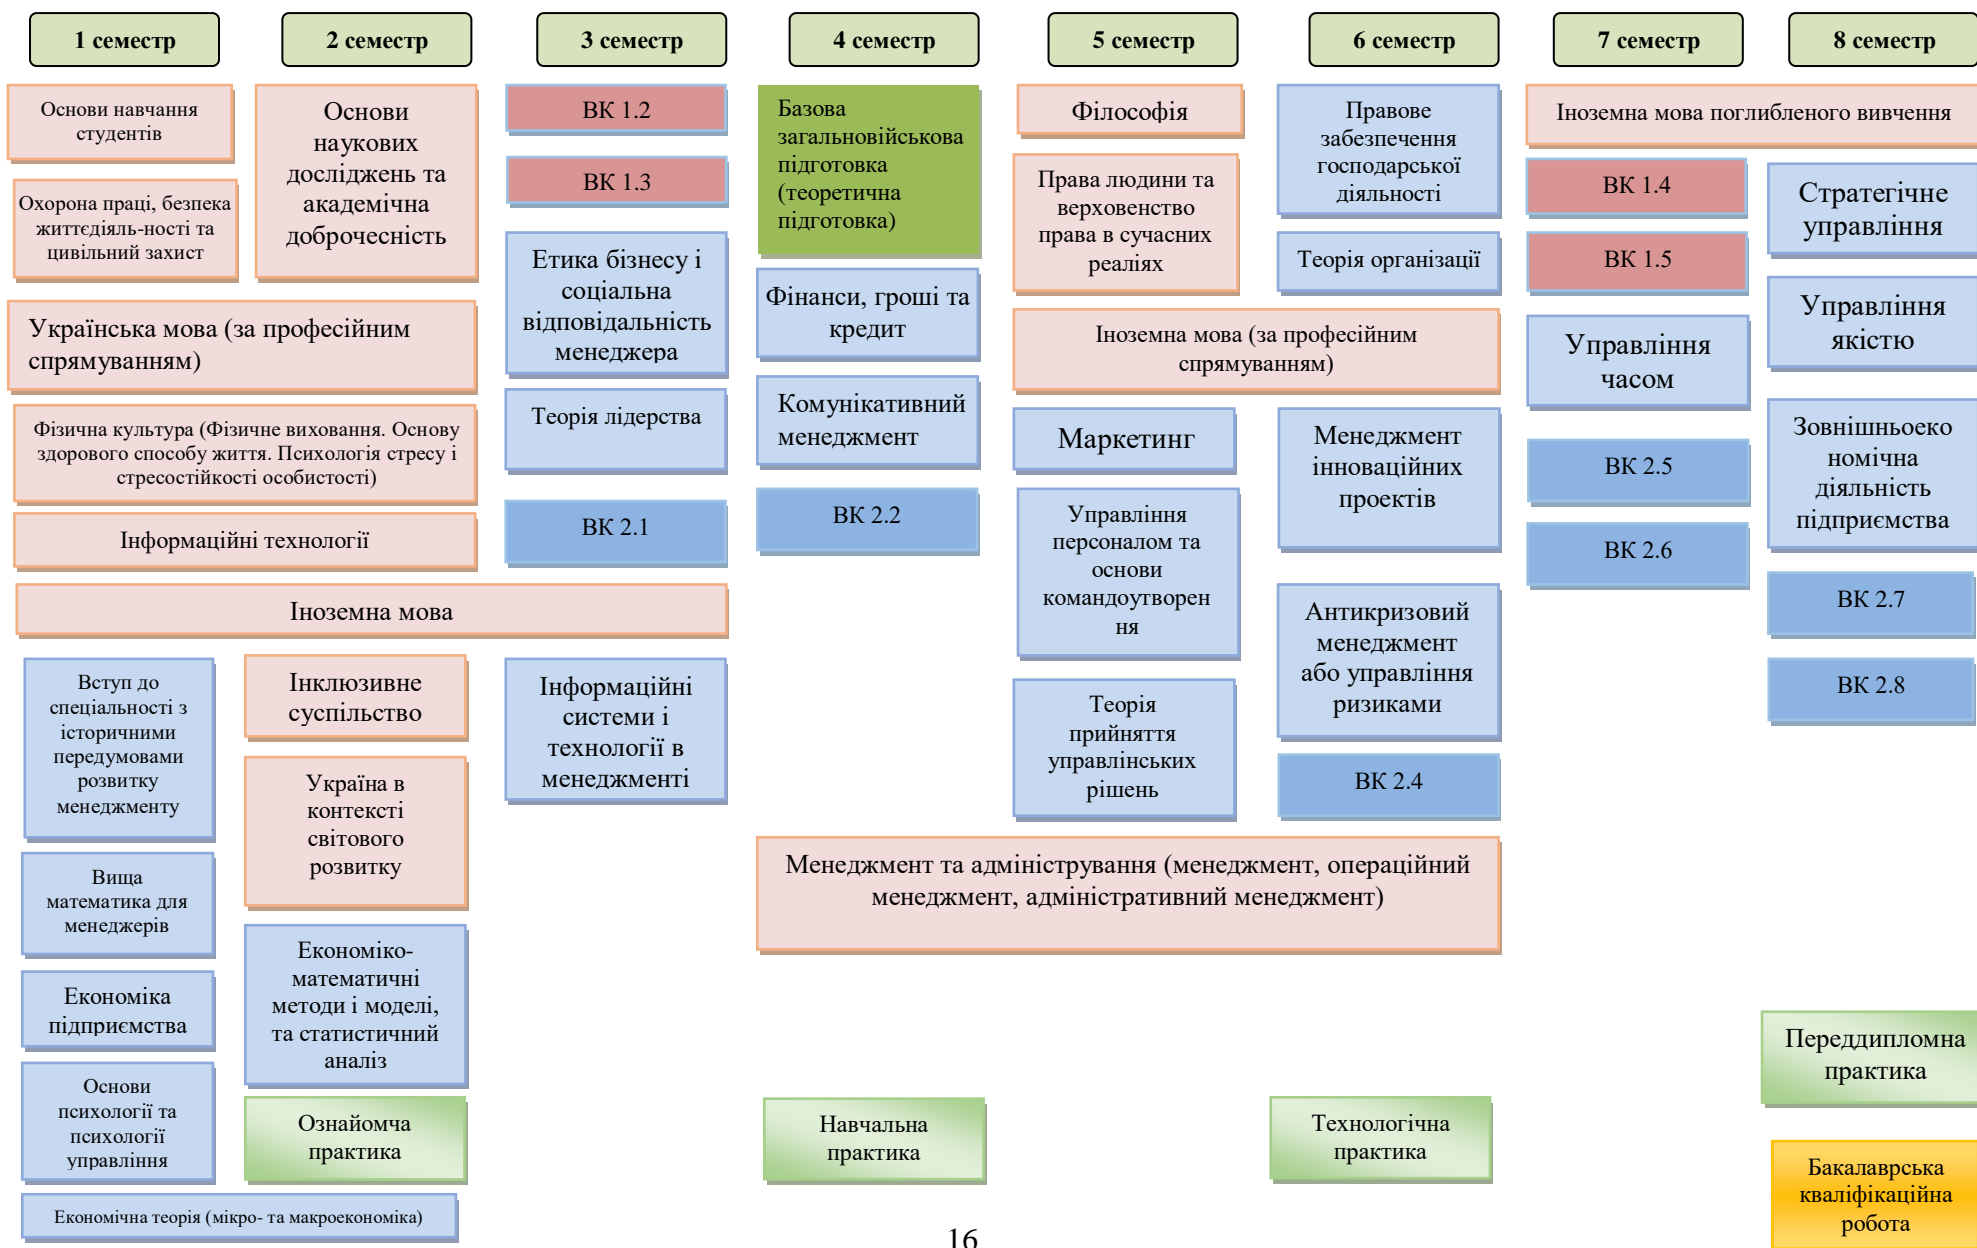 1 семестр
2 семестр
3 семестр
4 семестр
5 семестр
6 семестр
7 семестр
8 семестр
Основи навчання
студентів
Охорона праці, безпека
життєдіяль-ності та
цивільний захист
Основи
наукових
досліджень та
академічна
доброчесність
Українська мова (за професійним
спрямуванням)
Фізична культура (Фізичне виховання. Основу
здорового способу життя. Психологія стресу і
стресостійкості особистості)
Інформаційні технології
Іноземна мова
Вступ до
спеціальності з
історичними
передумовами
розвитку
менеджменту
Вища
математика для
менеджерів
Економіка
підприємства
Основи
психології та
психології
управління
Економічна теорія (мікро- та макроекономіка)
Інклюзивне
суспільство
Україна в
контексті
світового
розвитку
Економіко-
математичні
методи і моделі,
та статистичний
аналіз
Ознайомча
практика
ВК 1.2
ВК 1.3
Етика бізнесу і
соціальна
відповідальність
менеджера
Теорія лідерства
ВК 2.1
Інформаційні
системи і
технології в
менеджменті
Базова
загальновійськова
підготовка
(теоретична
підготовка)
Фінанси, гроші та
кредит
Комунікативний
менеджмент
ВК 2.2
Менеджмент та адміністрування (менеджмент, операційний
менеджмент, адміністративний менеджмент)
Навчальна
практика
Філософія
Права людини та
верховенство
права в сучасних
реаліях
Іноземна мова (за професійним
спрямуванням)
Маркетинг
Управління
персоналом та
основи
командоутворен
ня
Теорія
прийняття
управлінських
рішень
Правове
забезпечення
господарської
діяльності
Теорія організації
Менеджмент
інноваційних
проектів
Антикризовий
менеджмент
або управління
ризиками
ВК 2.4
Технологічна
практика
Іноземна мова поглибленого вивчення
ВК 1.4
ВК 1.5
Управління
часом
ВК 2.5
ВК 2.6
Стратегічне
управління
Управління
якістю
Зовнішньоеко
номічна
діяльність
підприємства
ВК 2.7
ВК 2.8
Переддипломна
практика
Бакалаврська
кваліфікаційна
робота
16